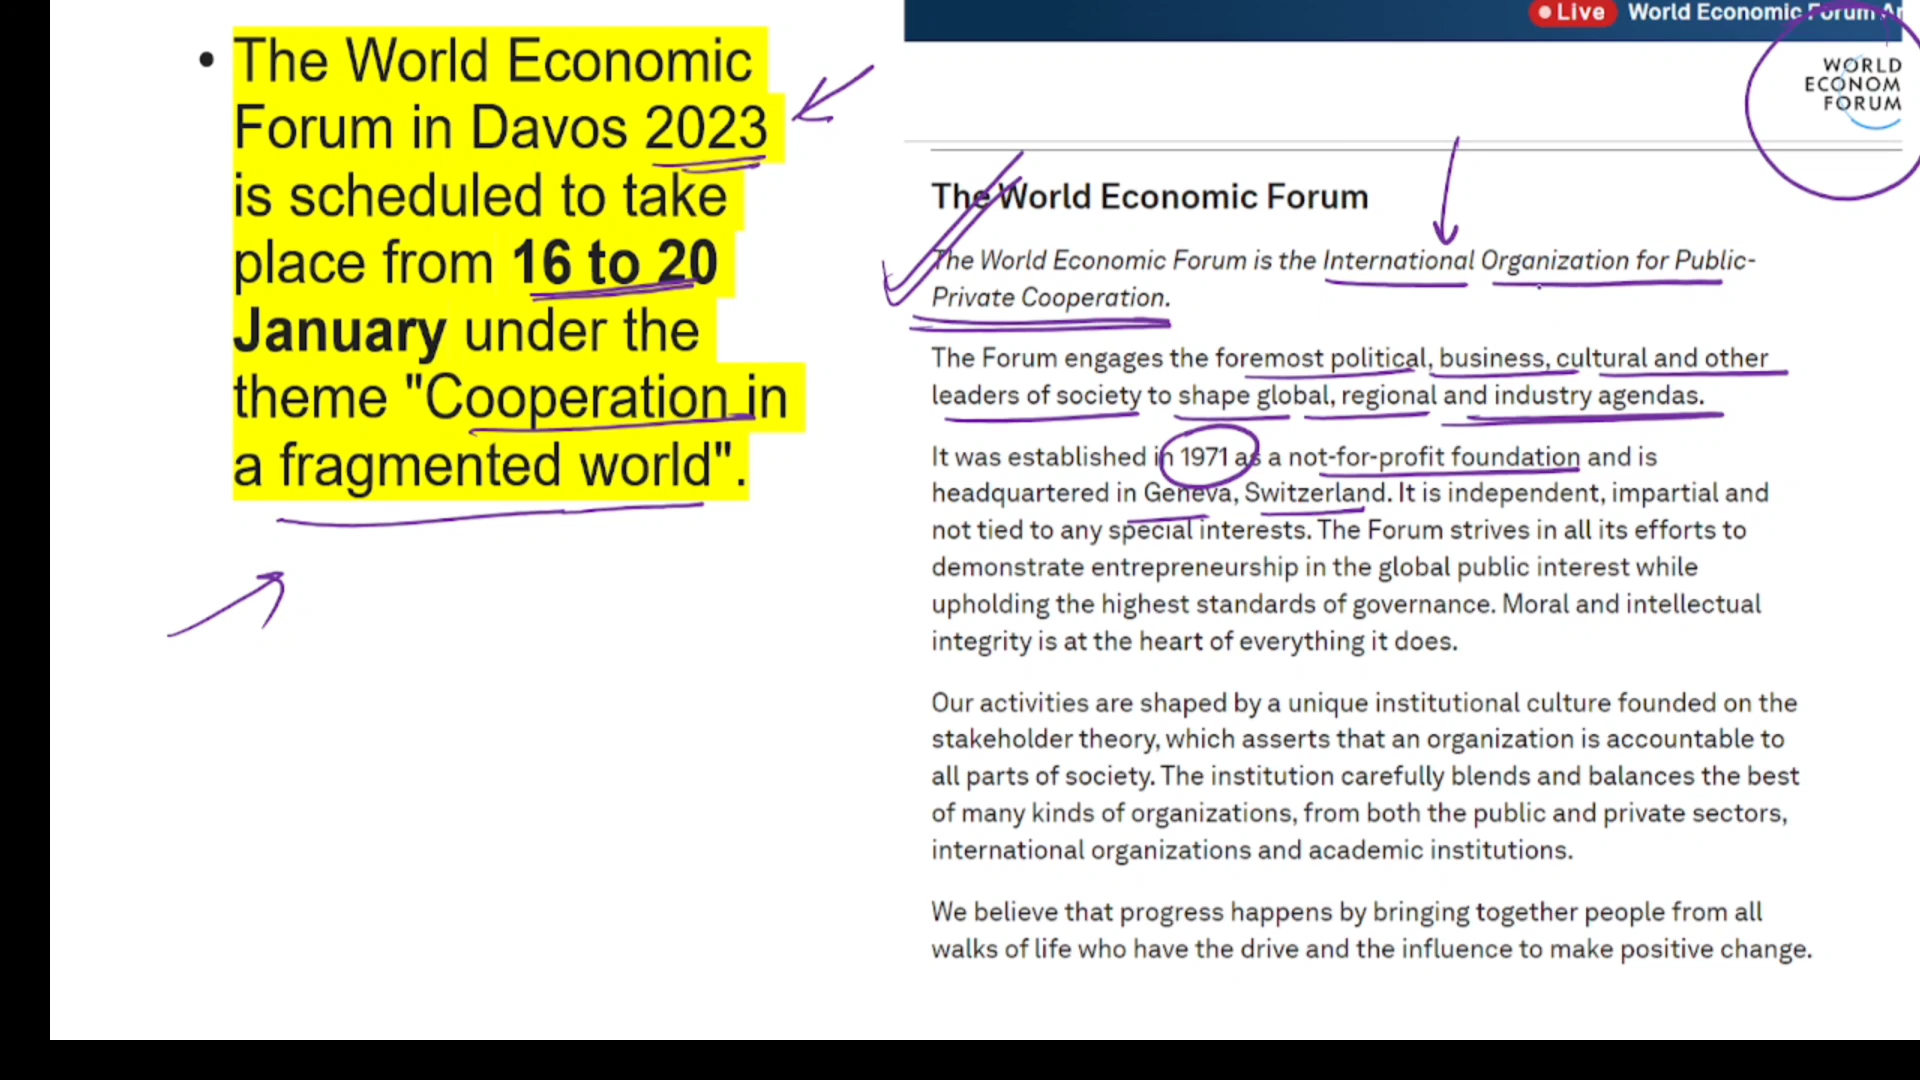 • The World Economic
Forum in Davos 2023
is scheduled to take
place from 16 to 20
January under the
theme "Cooperation in
a fragmented world".
Live World Economic Forum An
WORLD
ECONOM
FORUM
The World Economic Forum
The World Economic Forum is the International Organization for Public-
Private Cooperation.
The Forum engages the foremost political, business, cultural and other
leaders of society to shape global, regional and industry agendas.
It was established in 1971 as a not-for-profit foundation and is
headquartered in Geneva, Switzerland. It is independent, impartial and
not tied to any special interests. The Forum strives in all its efforts to
demonstrate entrepreneurship in the global public interest while
upholding the highest standards of governance. Moral and intellectual
integrity is at the heart of everything it does.
Our activities are shaped by a unique institutional culture founded on the
stakeholder theory, which asserts that an organization is accountable to
all parts of society. The institution carefully blends and balances the best
of many kinds of organizations, from both the public and private sectors,
international organizations and academic institutions.
We believe that progress happens by bringing together people from all
walks of life who have the drive and the influence to make positive change.